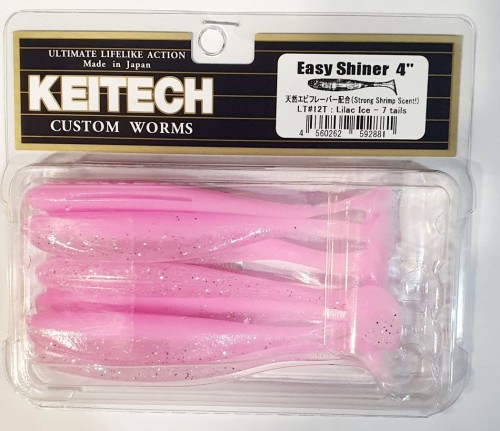 ULTIMATE LIFELIKE ACTION
Made in Japan
KEITECH
CUSTOM WORMS
Easy Shiner 4"
天然エビフレーバー配合(Strong Shrimp Scent!)
LT#12T : Lilac Ice - 7 tails
4 560262 592881